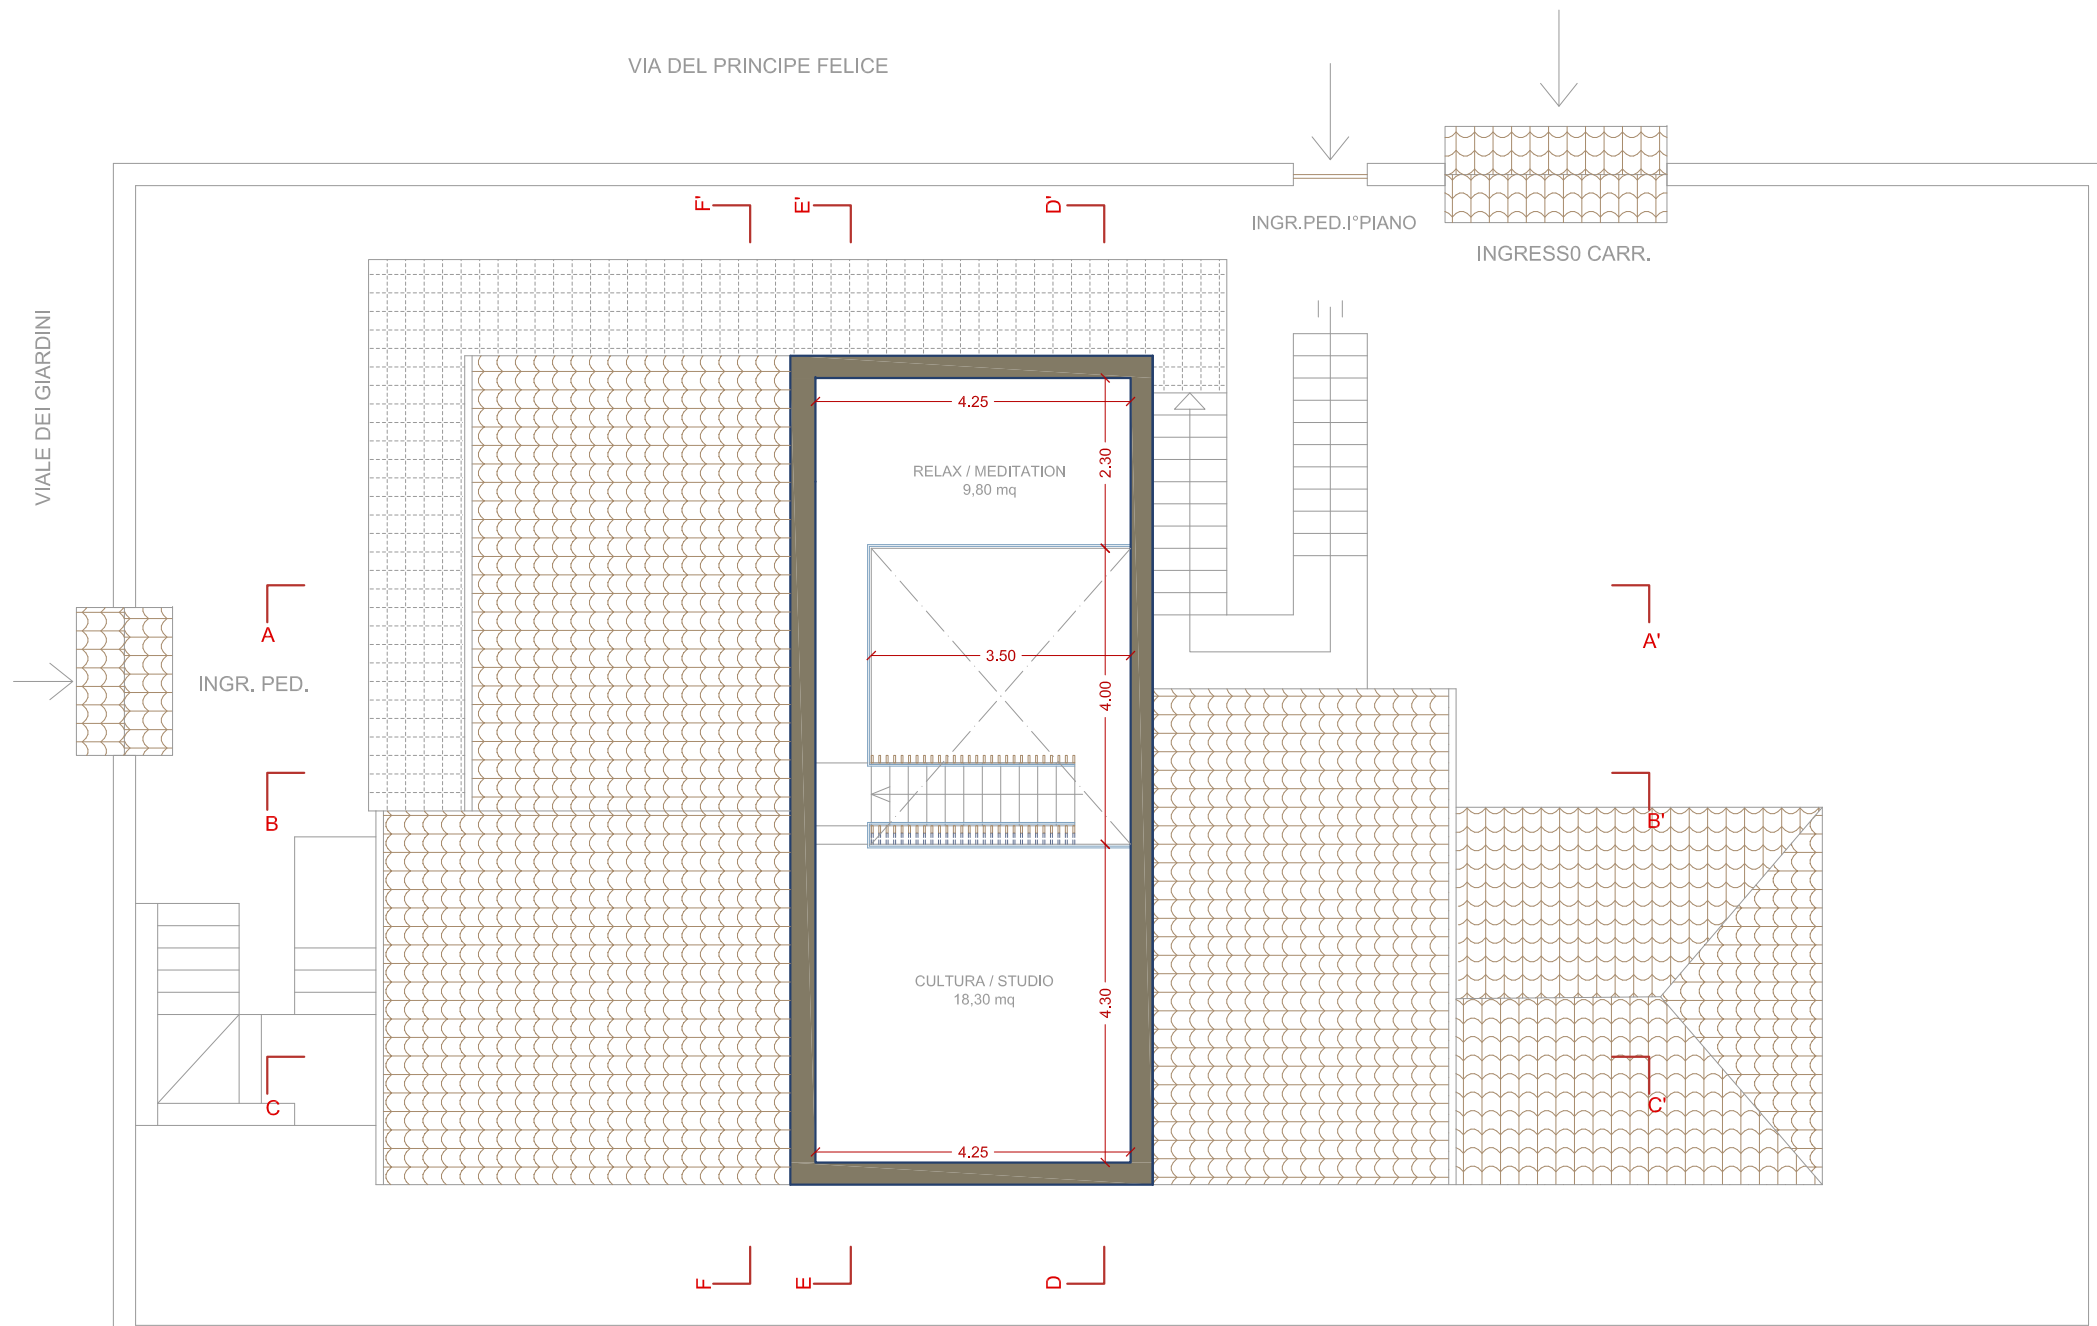 VIA DEL PRINCIPE FELICE
F'
E'
D'
INGR.PED.I°PIANO
INGRESS0 CARR.
VIALE DEI GIARDINI
4.25
2.30
RELAX / MEDITATION
9,80 mq
A
A'
3.50
INGR. PED.
4.00
B
B'
CULTURA / STUDIO
18,30 mq
4.30
C
C'
4.25
F
E
D